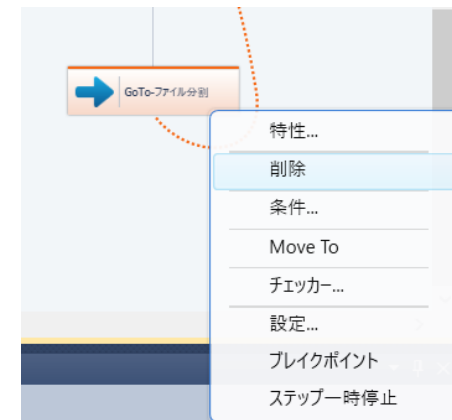 GoTo-ファイル分割
特性...
削除
条件...
Move To
チェッカー...
設定...
ブレイクポイント
ステップ一時停止